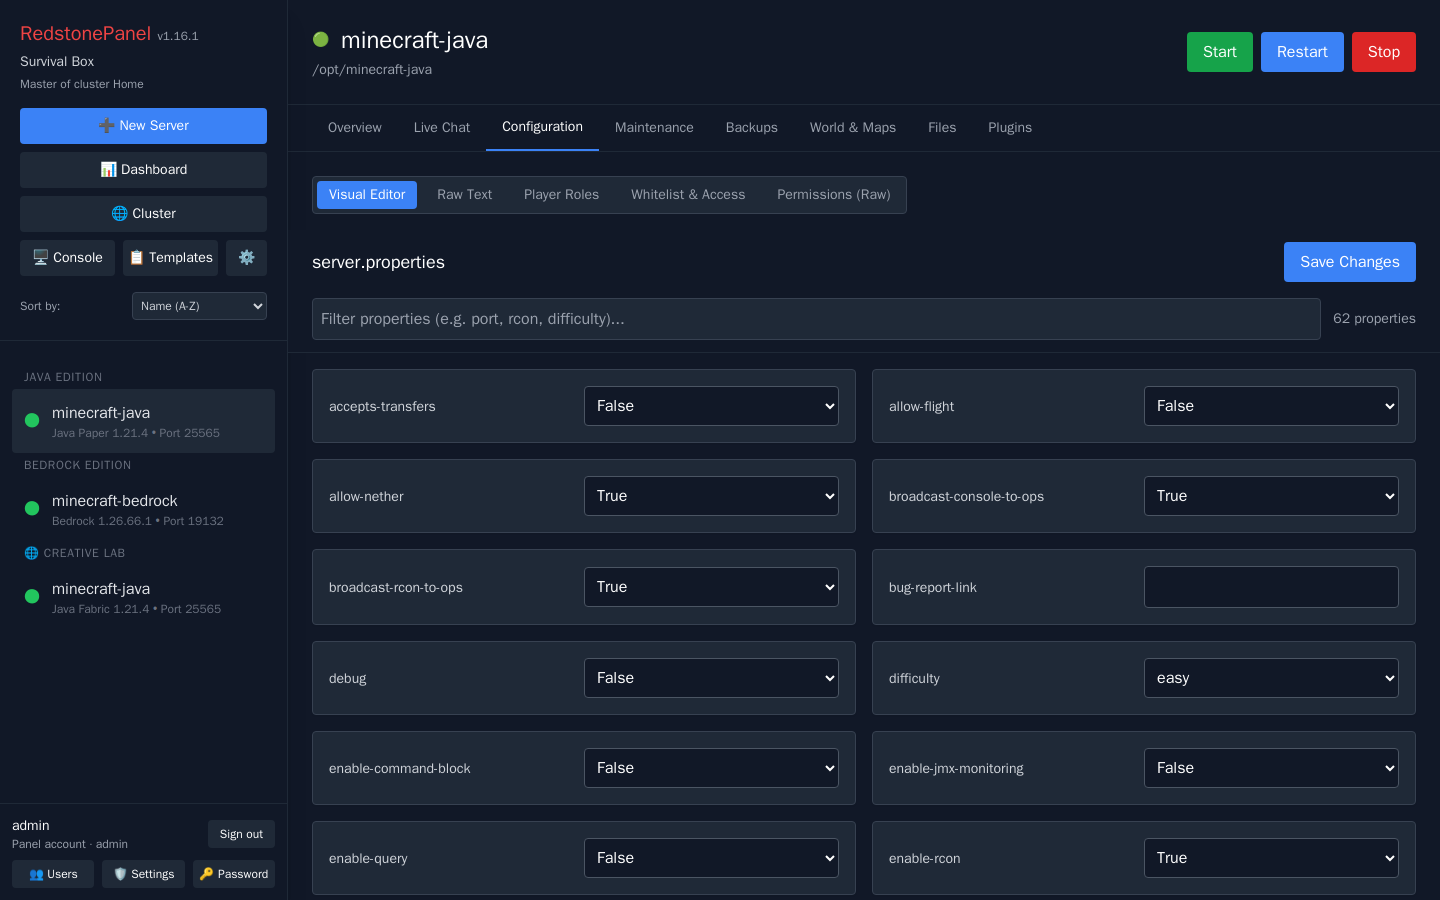 RedstonePanel v1.16.1
Survival Box
Master of cluster Home
➕ New Server
📊 Dashboard
🌐 Cluster
🖥️ Console
📋 Templates
⚙️
Sort by:
Name (A-Z)
JAVA EDITION
minecraft-java
Java Paper 1.21.4 • Port 25565
BEDROCK EDITION
minecraft-bedrock
Bedrock 1.26.66.1 • Port 19132
🌐 CREATIVE LAB
minecraft-java
Java Fabric 1.21.4 • Port 25565
admin
Panel account · admin
Sign out
👥 Users
🛡️ Settings
🔑 Password
minecraft-java
/opt/minecraft-java
Start
Restart
Stop
Overview
Live Chat
Configuration
Maintenance
Backups
World & Maps
Files
Plugins
Visual Editor
Raw Text
Player Roles
Whitelist & Access
Permissions (Raw)
server.properties
Save Changes
Filter properties (e.g. port, rcon, difficulty)...
62 properties
accepts-transfers
False
allow-flight
False
allow-nether
True
broadcast-console-to-ops
True
broadcast-rcon-to-ops
True
bug-report-link
debug
False
difficulty
easy
enable-command-block
False
enable-jmx-monitoring
False
enable-query
False
enable-rcon
True